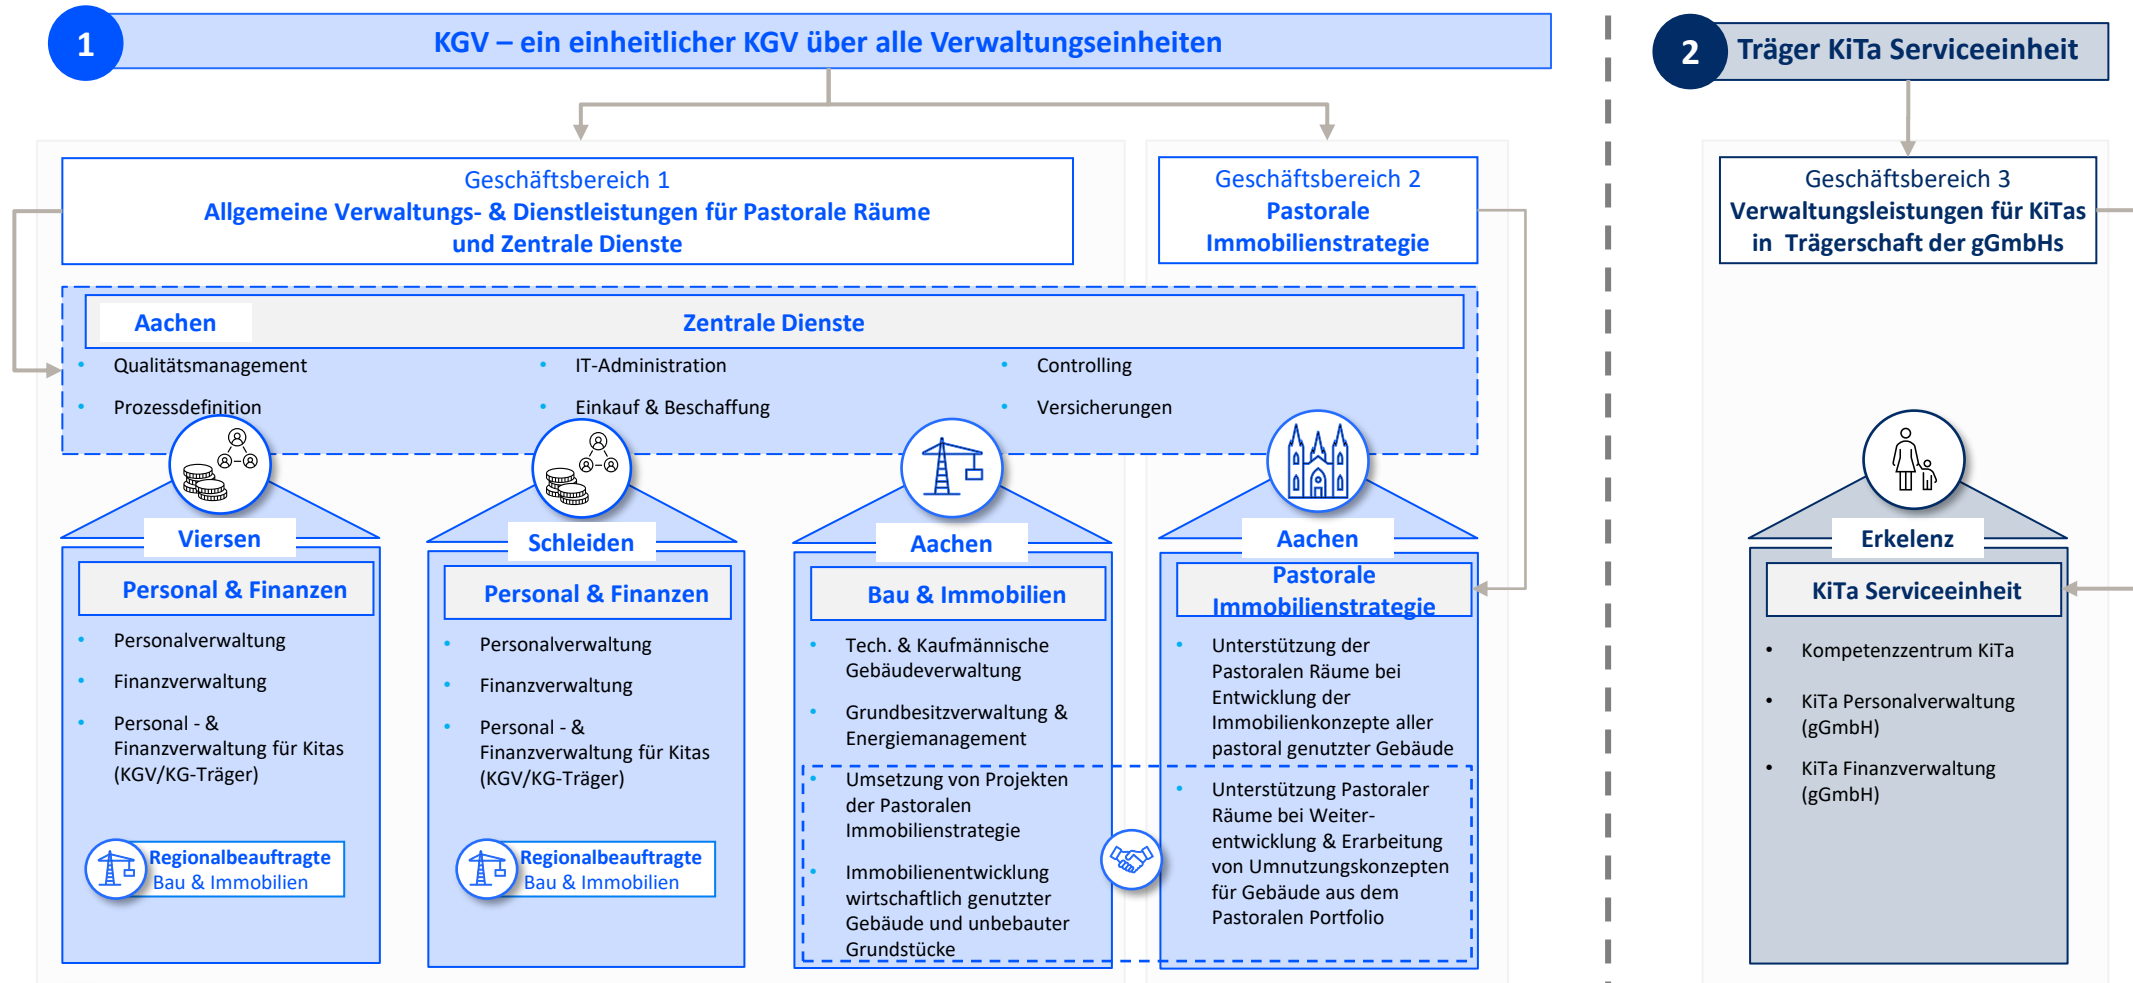 1
KGV – ein einheitlicher KGV über alle Verwaltungseinheiten
2
Träger KiTa Serviceeinheit
Geschäftsbereich 1
Allgemeine Verwaltungs- & Dienstleistungen für Pastorale Räume
und Zentrale Dienste
Geschäftsbereich 2
Pastorale
Immobilienstrategie
Geschäftsbereich 3
Verwaltungsleistungen für KiTas
in Trägerschaft der gGmbHs
Aachen
Zentrale Dienste
• Qualitätsmanagement
• Prozessdefinition
• IT-Administration
• Einkauf & Beschaffung
• Controlling
• Versicherungen
Viersen
Personal & Finanzen
• Personalverwaltung
• Finanzverwaltung
• Personal - &
Finanzverwaltung für Kitas
(KGV/KG-Träger)
Regionalbeauftragte
Bau & Immobilien
Schleiden
Personal & Finanzen
• Personalverwaltung
• Finanzverwaltung
• Personal - &
Finanzverwaltung für Kitas
(KGV/KG-Träger)
Regionalbeauftragte
Bau & Immobilien
Aachen
Bau & Immobilien
• Tech. & Kaufmännische
Gebäudeverwaltung
• Grundbesitzverwaltung &
Energiemanagement
• Umsetzung von Projekten
der Pastoralen
Immobilienstrategie
• Immobilienentwicklung
wirtschaftlich genutzter
Gebäude und unbebauter
Grundstücke
Aachen
Pastorale
Immobilienstrategie
• Unterstützung der
Pastoralen Räume bei
Entwicklung der
Immobilienkonzepte aller
pastoral genutzter Gebäude
• Unterstützung Pastoraler
Räume bei Weiter-
entwicklung & Erarbeitung
von Umnutzungskonzepten
für Gebäude aus dem
Pastoralen Portfolio
Erkelenz
KiTa Serviceeinheit
• Kompetenzzentrum KiTa
• KiTa Personalverwaltung
(gGmbH)
• KiTa Finanzverwaltung
(gGmbH)